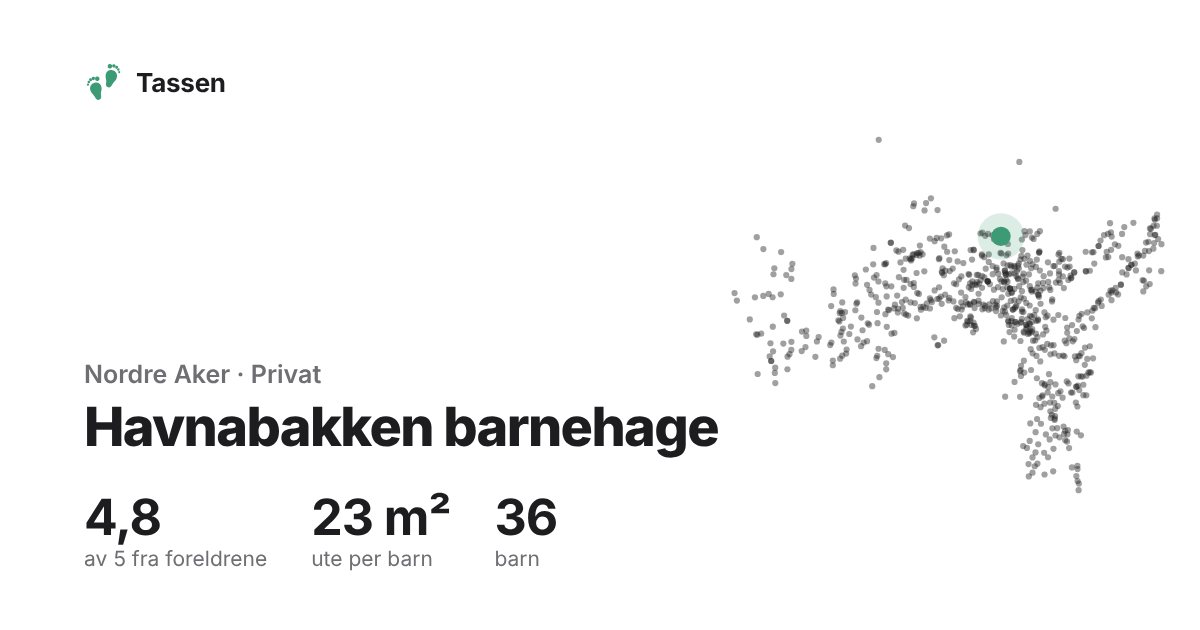 Tassen
Nordre Aker · Privat
Havnabakken barnehage
4,8
av 5 fra foreldrene
23 m²
ute per barn
36
barn